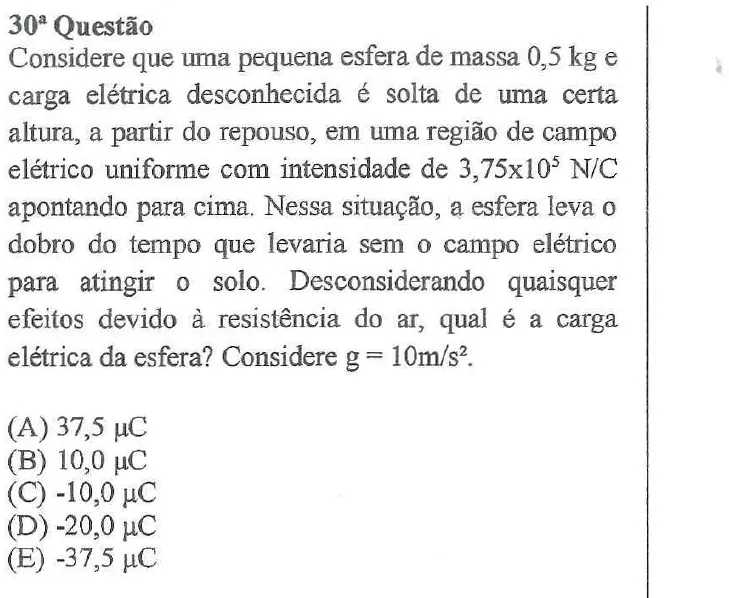 30ª Questão
Considere que uma pequena esfera de massa 0,5 kg e
carga elétrica desconhecida é solta de uma certa
altura, a partir do repouso, em uma região de campo
elétrico uniforme com intensidade de 3,75x10⁵ N/C
apontando para cima. Nessa situação, a esfera leva o
dobro do tempo que levaria sem o campo elétrico
para atingir o solo. Desconsiderando quaisquer
efeitos devido à resistência do ar, qual é a carga
elétrica da esfera? Considere g = 10m/s².
(A) 37,5 μC
(B) 10,0 μC
(C) -10,0 μC
(D) -20,0 μC
(E) -37,5 μC